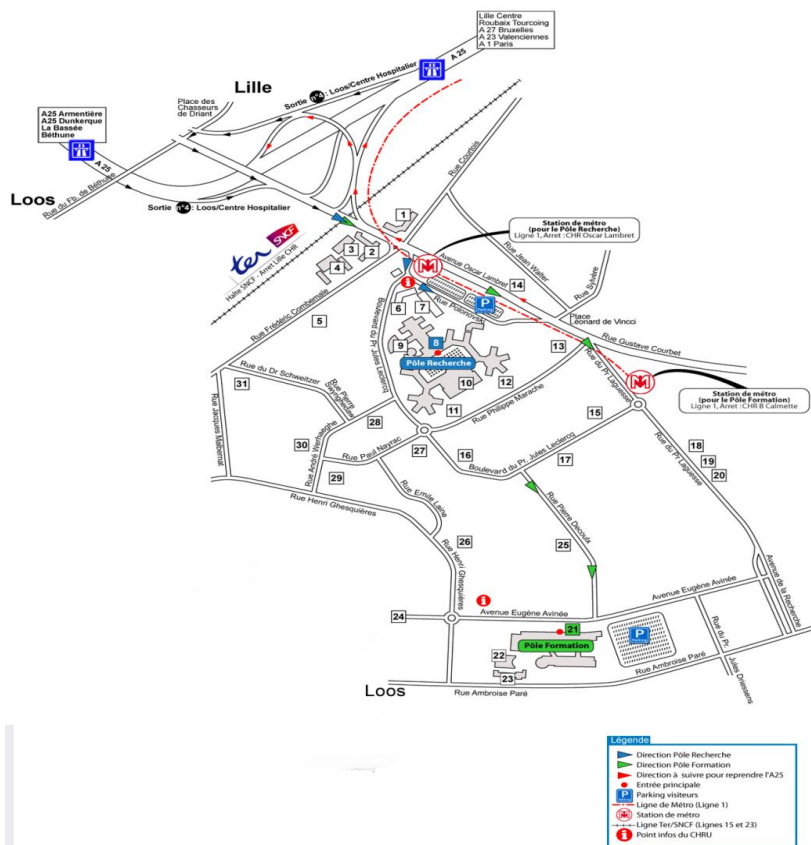 Lille Centre
Roubaix Tourcoing
A 27 Bruxelles
A 23 Valenciennes
A 1 Paris
A 25
Sortie n°4 : Loos/Centre Hospitalier
Lille
Place des
Chasseurs
de Driant
A25 Armentière
A25 Dunkerque
La Bassée
Béthune
A 25
Loos
Rue du Fb. de Béthune
Sortie n°4 : Loos/Centre Hospitalier
ter SNCF
Halte SNCF - Arret Lille CHR
Rue Courtois
1
2
3
4
5
Station de métro
(pour le Pôle Recherche)
Ligne 1, Arret : CHR Oscar Lambret
Rue Jean Walter
Avenue Oscar Lambret
14
Rue Sylvère
M
i
P
Parking
Place
Léonard de Vincci
Rue Gustave Courbet
6
7
Rue Polonovski
Rue Frédéric Combemale
Boulevard du Pr Jules Leclercq
8
9
Pôle Recherche
10
11
12
13
Rue du Pr Laguesse
M
Station de métro
(pour le Pôle Formation)
Ligne 1, Arret : CHR B Calmette
Rue du Dr Schweitzer
31
Rue Pierre
Rue Philippe Marache
15
28
Rue Jacques Malbernat
30
Rue André Werhaeghe
Rue Paul Nayrac
27
16
Boulevard du Pr. Jules Leclercq
17
Rue du Pr Laguesse
18
19
20
29
Rue Henri Ghesquières
Rue Emile Laine
Rue Pierre Decoulx
26
25
Rue Henri Ghesquières
Avenue de la Recherche
i
Avenue Eugène Avinée
Avenue Eugène Avinée
24
21
Pôle Formation
P
Parking
22
23
Rue du Pr.
Jules Driessens
Loos
Rue Ambroise Paré
Rue Ambroise Paré
Légende
Direction Pôle Recherche
Direction Pôle Formation
Direction à suivre pour reprendre l'A25
Entrée principale
P Parking visiteurs
Ligne de Métro (Ligne 1)
M Station de métro
Ligne Ter/SNCF (Lignes 15 et 23)
i Point infos du CHRU